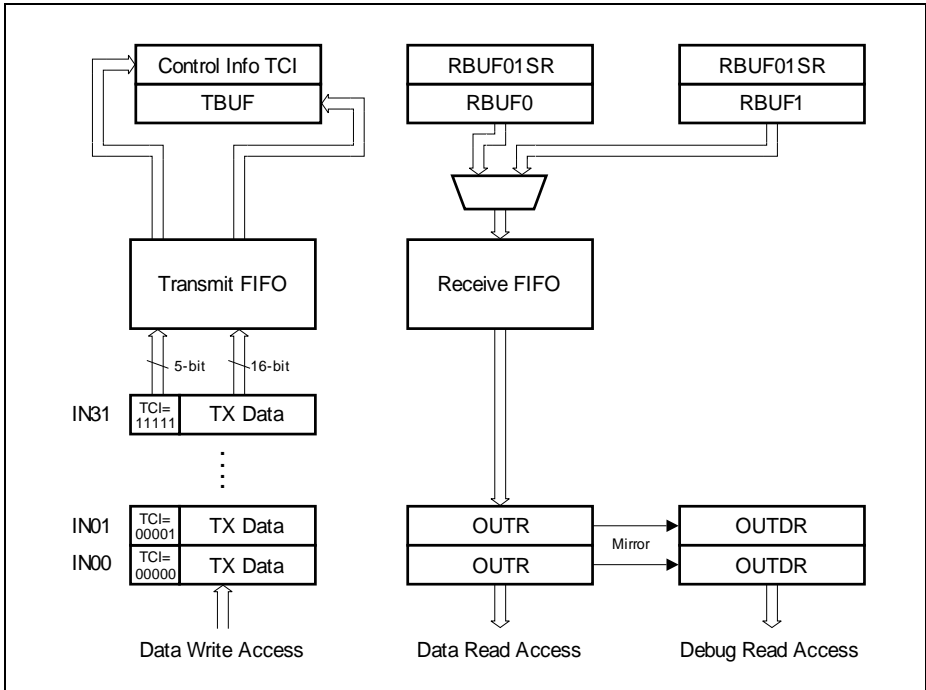 Control Info TCI
TBUF
RBUF01SR
RBUF0
RBUF01SR
RBUF1
Transmit FIFO
Receive FIFO
5-bit
16-bit
IN31
TCI=
11111
TX Data
IN01
TCI=
00001
TX Data
IN00
TCI=
00000
TX Data
OUTR
OUTR
Mirror
OUTDR
OUTDR
Data Write Access
Data Read Access
Debug Read Access